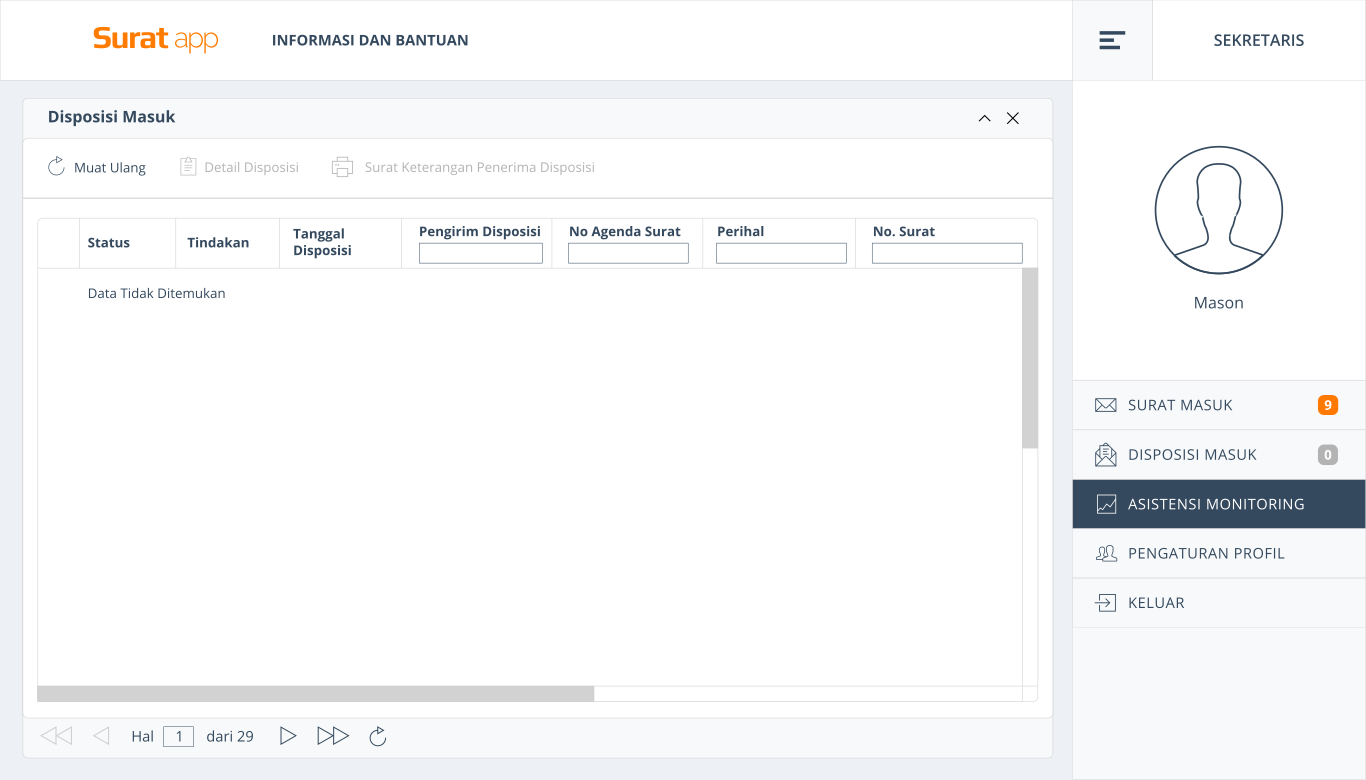 Surat app
INFORMASI DAN BANTUAN
SEKRETARIS
Disposisi Masuk
Muat Ulang
Detail Disposisi
Surat Keterangan Penerima Disposisi
Status
Tindakan
Tanggal
Disposisi
Pengirim Disposisi
No Agenda Surat
Perihal
No. Surat
Data Tidak Ditemukan
Hal 1 dari 29
Mason
SURAT MASUK 9
DISPOSISI MASUK 0
ASISTENSI MONITORING
PENGATURAN PROFIL
KELUAR